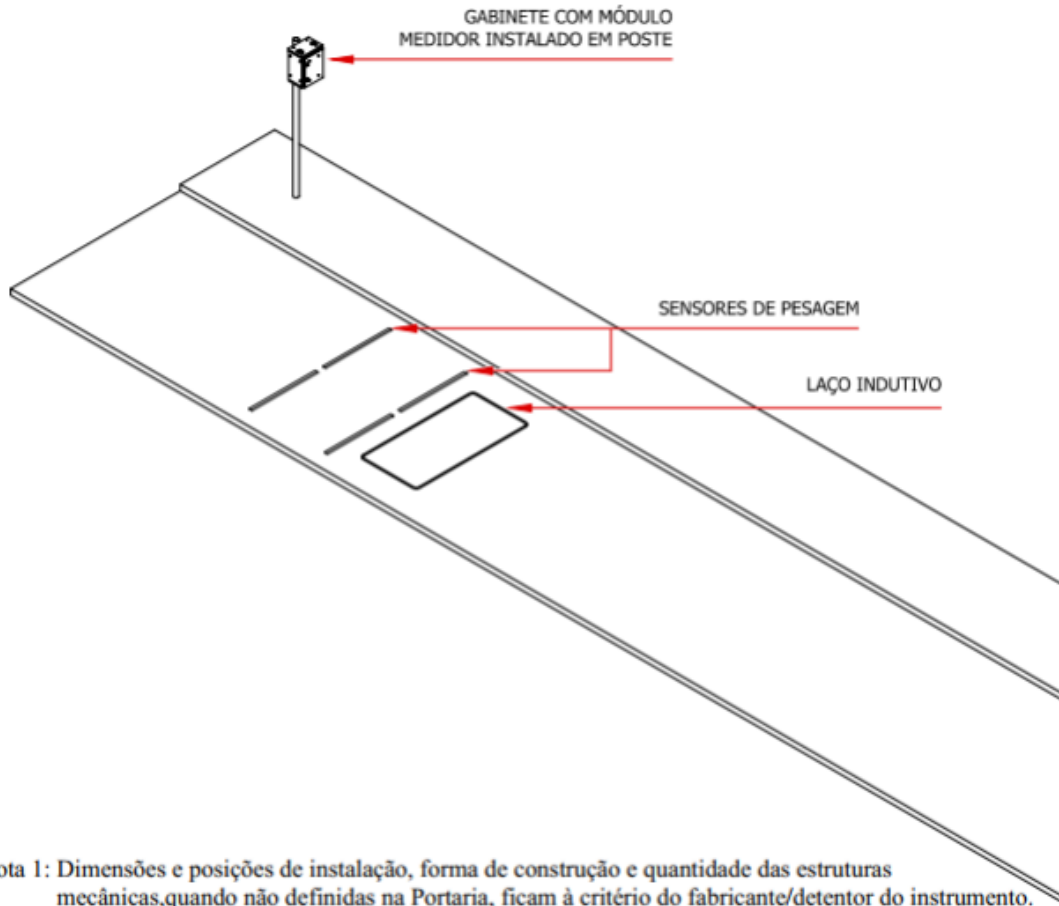 GABINETE COM MÓDULO
MEDIDOR INSTALADO EM POSTE
SENSORES DE PESAGEM
LAÇO INDUTIVO
ota 1: Dimensões e posições de instalação, forma de construção e quantidade das estruturas
mecânicas,quando não definidas na Portaria, ficam à critério do fabricante/detentor do instrumento.